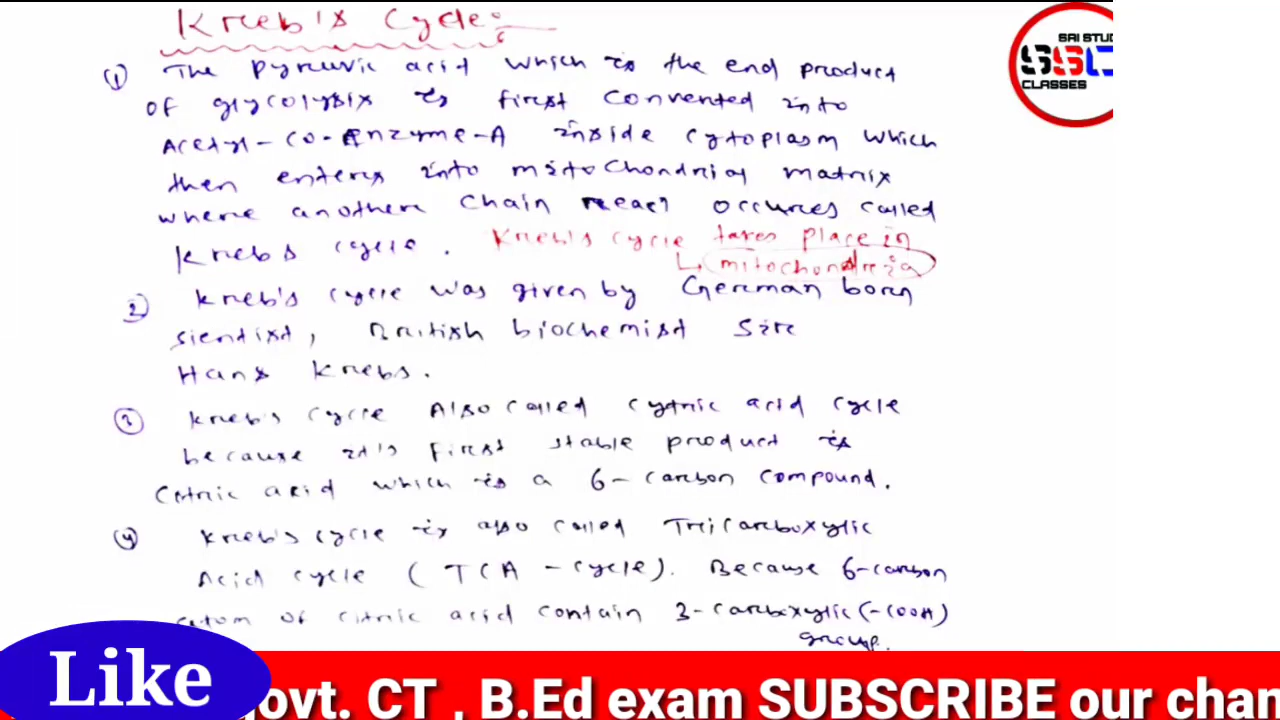 Kreb's Cycle:
SAI STUD
SSC
CLASSES
① The pyruvic acid which is the end product
of glycolysis is first converted into
Acetyl-co-Enzyme-A inside cytoplasm which
then enters into mitochondrial matrix
where another chain react occures called
Krebs cycle. Kreb's cycle takes place in
mitochondria
② Kreb's cycle was given by German born
sientist, British biochemist Sir
Hans Krebs.
③ Kreb's cycle Also called cytric acid cycle
because it's first stable product is
Citric acid which is a 6-carbon compound.
④ Kreb's cycle is also called Tricarboxylic
Acid cycle (TCA-cycle). Because 6-carbon
atom of citric acid contain 3-carboxylic (-COOH)
group.
Like
govt. CT , B.Ed exam SUBSCRIBE our chan